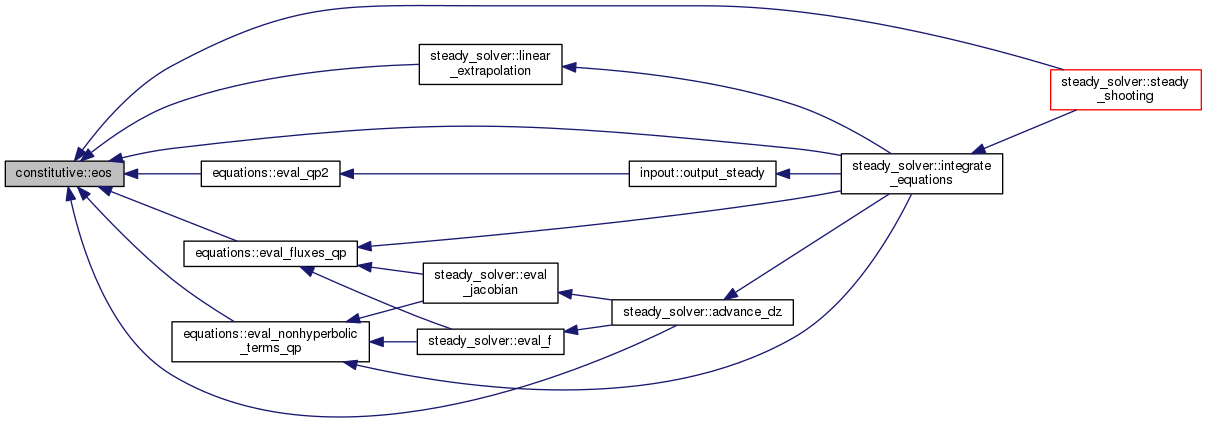 steady_solver::linear
_extrapolation
steady_solver::steady
_shooting
constitutive::eos
equations::eval_qp2
inpout::output_steady
steady_solver::integrate
_equations
equations::eval_fluxes_qp
steady_solver::eval
_jacobian
steady_solver::advance_dz
equations::eval_nonhyperbolic
_terms_qp
steady_solver::eval_f